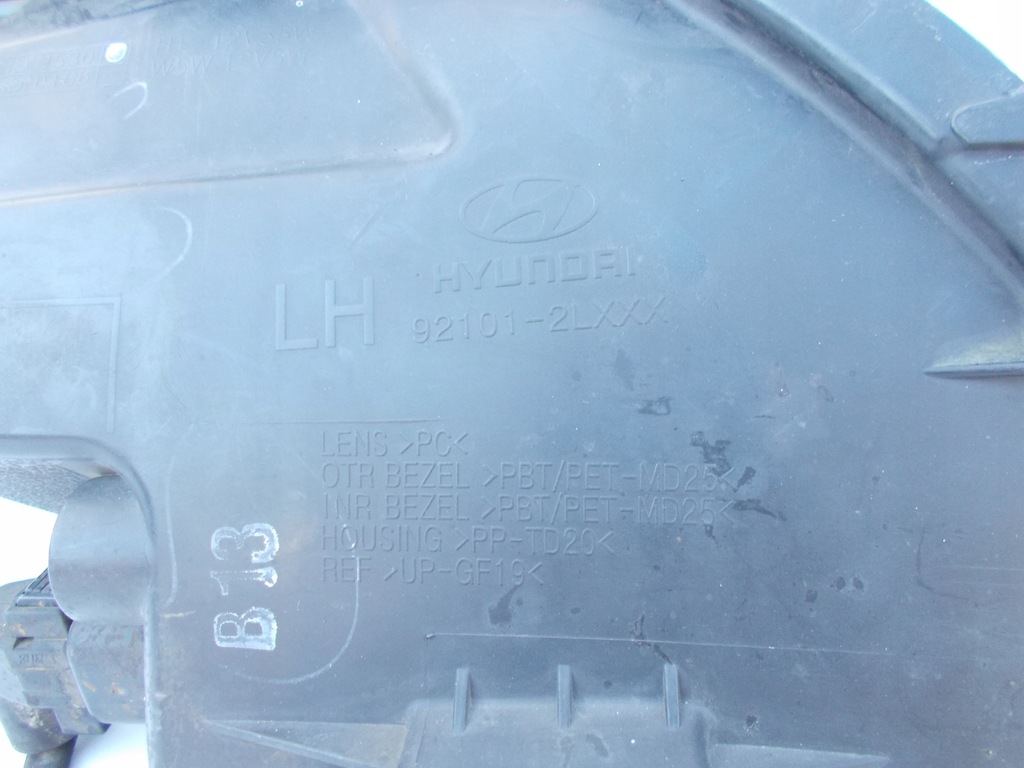 HYUNDAI
LH
92101-2LXXX
LENS >PC<
OTR BEZEL >PBT/PET-MD25<
INR BEZEL >PBT/PET-MD25<
HOUSING >PP-TD20<
REF >UP-GF19<
B13